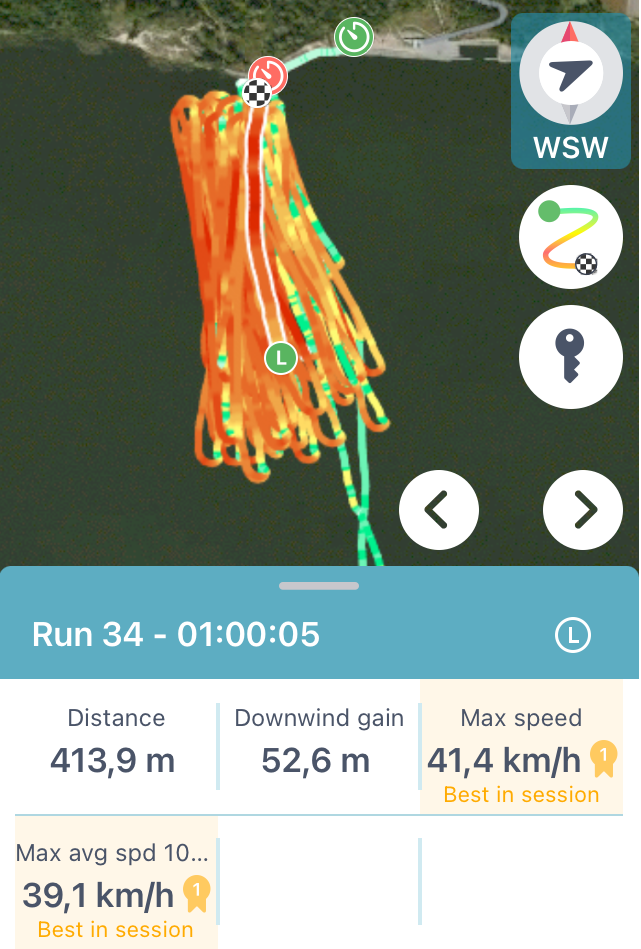 WSW
L
Run 34 - 01:00:05
L
Distance
Downwind gain
Max speed
413,9 m
52,6 m
41,4 km/h
1
Best in session
Max avg spd 10...
39,1 km/h
1
Best in session